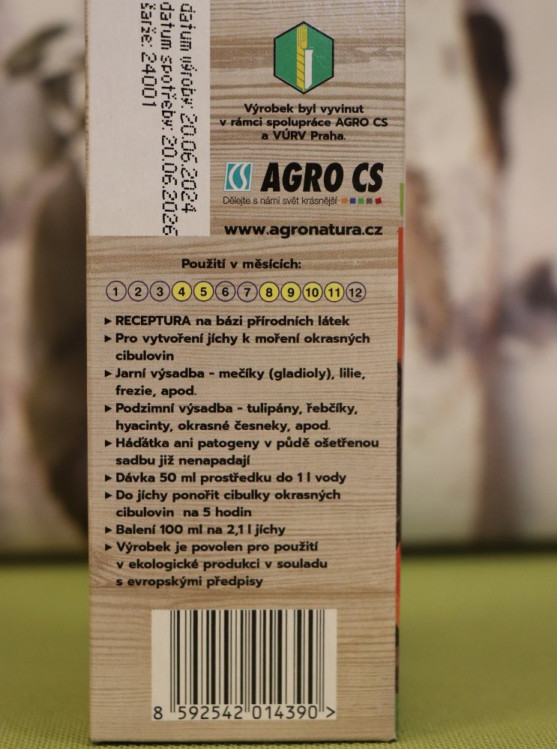 datum výroby: 20.06.2024
datum spotřeby: 20.06.2026
šarže: 24001
Výrobek byl vyvinut
v rámci spolupráce AGRO CS
a VÚRV Praha.
AGRO CS
Dělejte s námi svět krásnější
www.agronatura.cz
Použití v měsících:
1 2 3 4 5 6 7 8 9 10 11 12
▸ RECEPTURA na bázi přírodních látek
▸ Pro vytvoření jíchy k moření okrasných
cibulovin
▸ Jarní výsadba - mečíky (gladioly), lilie,
frezie, apod.
▸ Podzimní výsadba - tulipány, řebčíky,
hyacinty, okrasné česneky, apod.
▸ Háďátka ani patogeny v půdě ošetřenou
sadbu již nenapadají
▸ Dávka 50 ml prostředku do 1 l vody
▸ Do jíchy ponořit cibulky okrasných
cibulovin na 5 hodin
▸ Balení 100 ml na 2,1 l jíchy
▸ Výrobek je povolen pro použití
v ekologické produkci v souladu
s evropskými předpisy
8 592542 014390 >